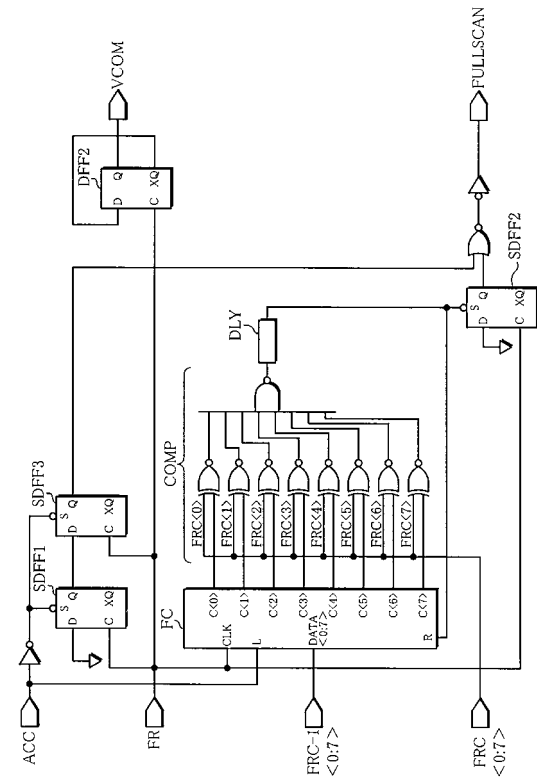 ACC
FR
FRC-1
<0:7>
FRC
<0:7>
SDFF1
S
D Q
C XQ
SDFF3
S
D Q
C XQ
DFF2
D Q
C XQ
VCOM
FC
CLK
L
DATA
<0:7>
R
C<0>
C<1>
C<2>
C<3>
C<4>
C<5>
C<6>
C<7>
COMP
FRC<0>
FRC<1>
FRC<2>
FRC<3>
FRC<4>
FRC<5>
FRC<6>
FRC<7>
DLY
SDFF2
S
D Q
C XQ
FULLSCAN